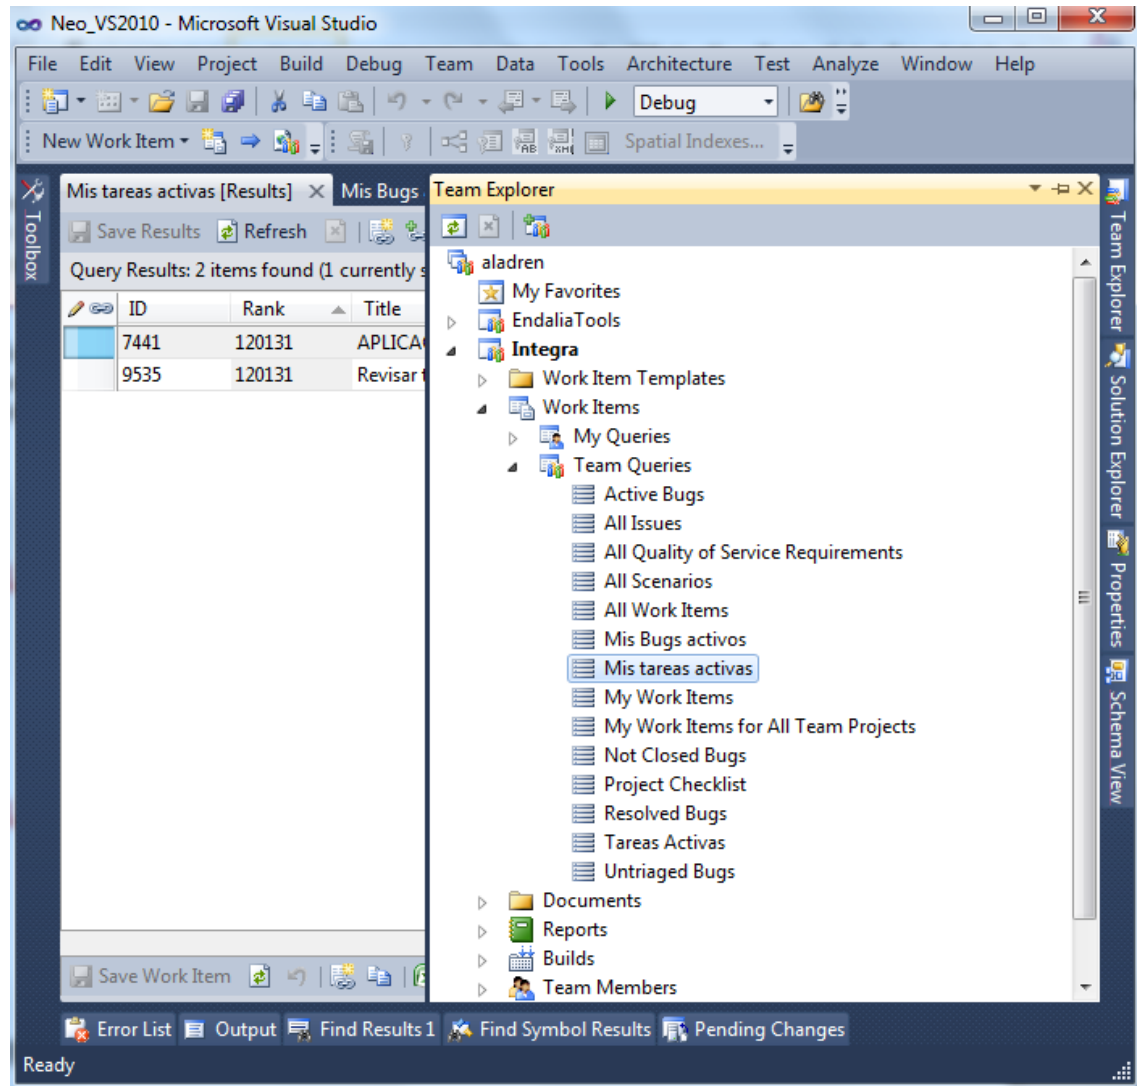 Neo_VS2010 - Microsoft Visual Studio
File Edit View Project Build Debug Team Data Tools Architecture Test Analyze Window Help
Debug
New Work Item Spatial Indexes...
Toolbox
Mis tareas activas [Results] Mis Bugs
Save Results Refresh
Query Results: 2 items found (1 currently s
ID Rank Title
7441 120131 APLICA
9535 120131 Revisar t
Save Work Item
Team Explorer
aladren
My Favorites
EndaliaTools
Integra
Work Item Templates
Work Items
My Queries
Team Queries
Active Bugs
All Issues
All Quality of Service Requirements
All Scenarios
All Work Items
Mis Bugs activos
Mis tareas activas
My Work Items
My Work Items for All Team Projects
Not Closed Bugs
Project Checklist
Resolved Bugs
Tareas Activas
Untriaged Bugs
Documents
Reports
Builds
Team Members
Team Explorer
Solution Explorer
Properties
Schema View
Error List Output Find Results 1 Find Symbol Results Pending Changes
Ready